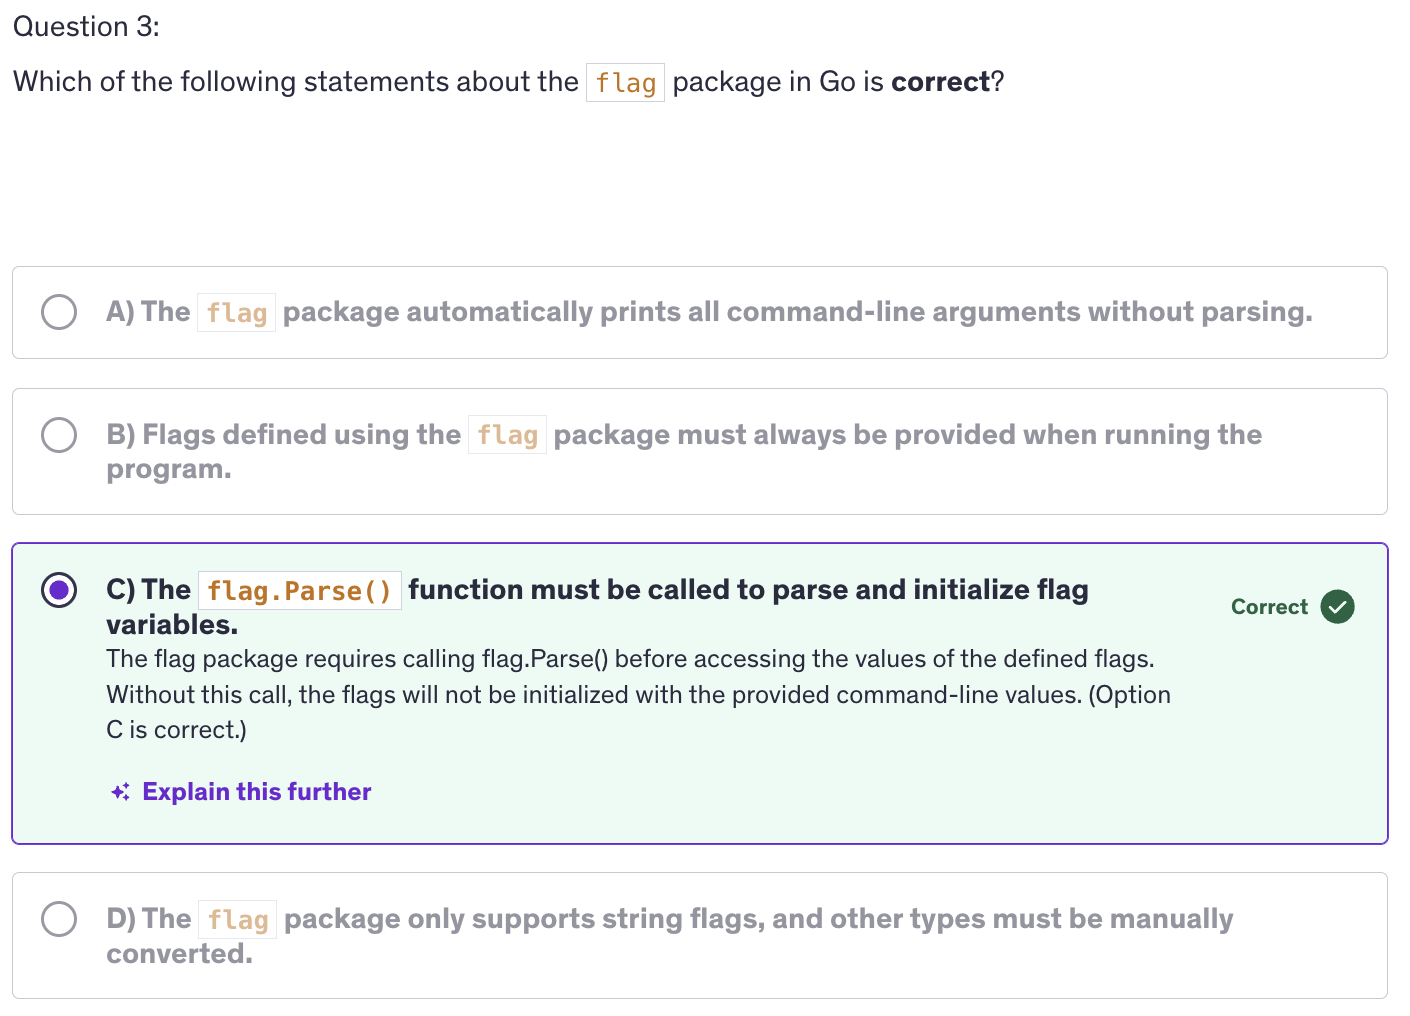 Question 3:
Which of the following statements about the flag package in Go is correct?
A) The flag package automatically prints all command-line arguments without parsing.
B) Flags defined using the flag package must always be provided when running the
program.
C) The flag.Parse() function must be called to parse and initialize flag
variables.
Correct
The flag package requires calling flag.Parse() before accessing the values of the defined flags.
Without this call, the flags will not be initialized with the provided command-line values. (Option
C is correct.)
Explain this further
D) The flag package only supports string flags, and other types must be manually
converted.